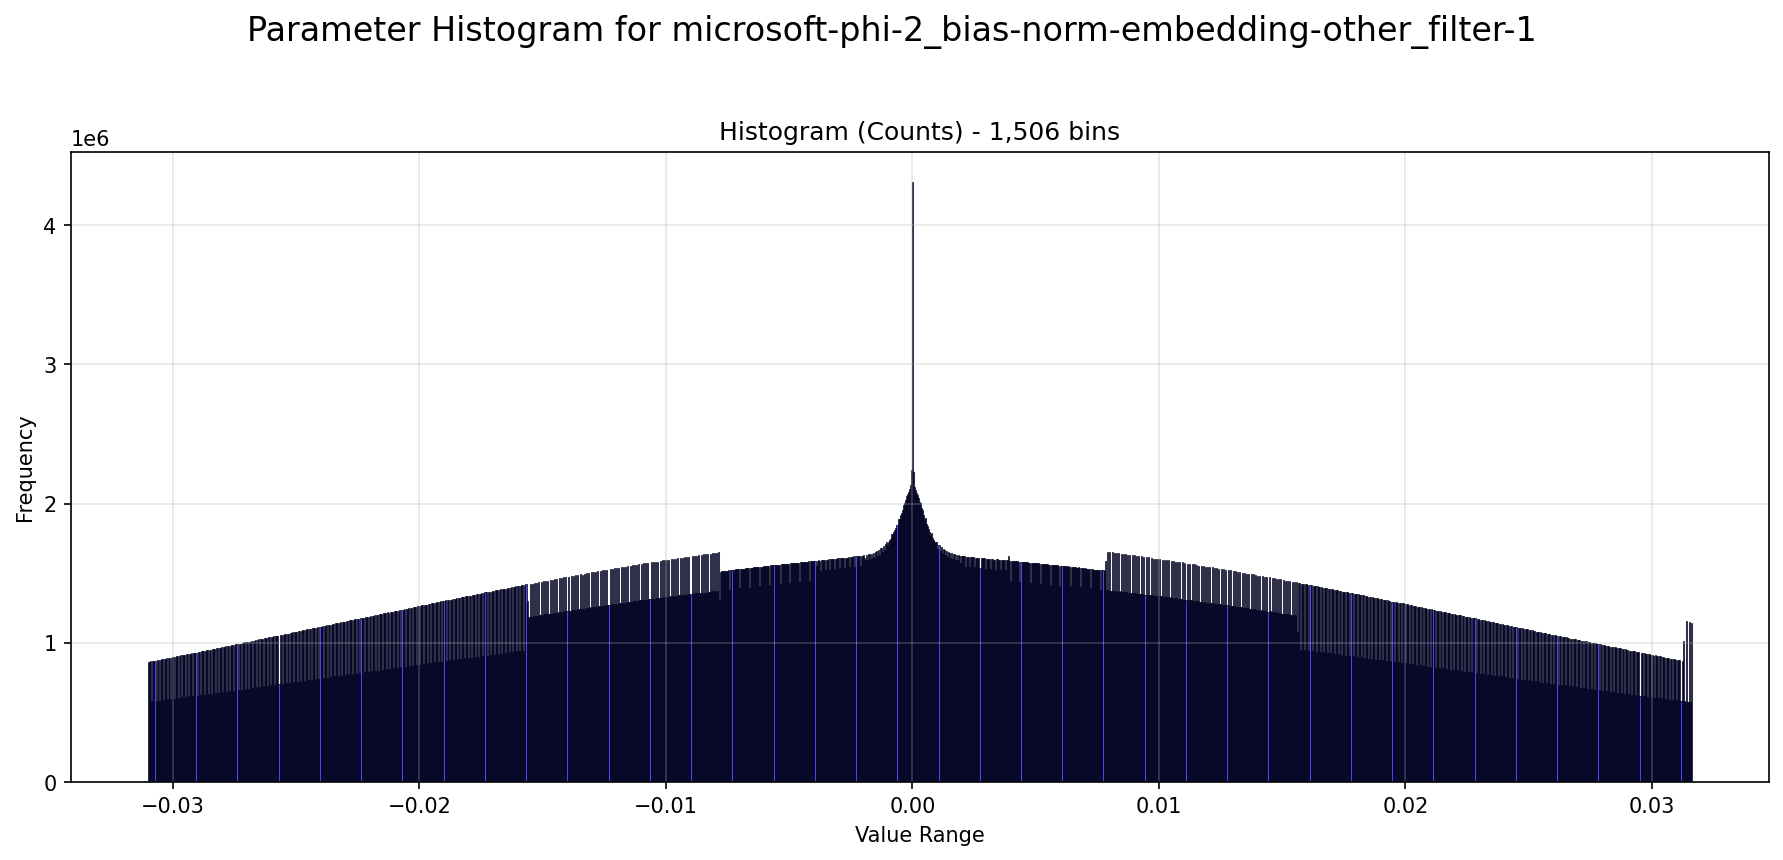 Parameter Histogram for microsoft-phi-2_bias-norm-embedding-other_filter-1
Histogram (Counts) - 1,506 bins
1e6
4
3
2
1
0
Frequency
−0.03 −0.02 −0.01 0.00 0.01 0.02 0.03
Value Range